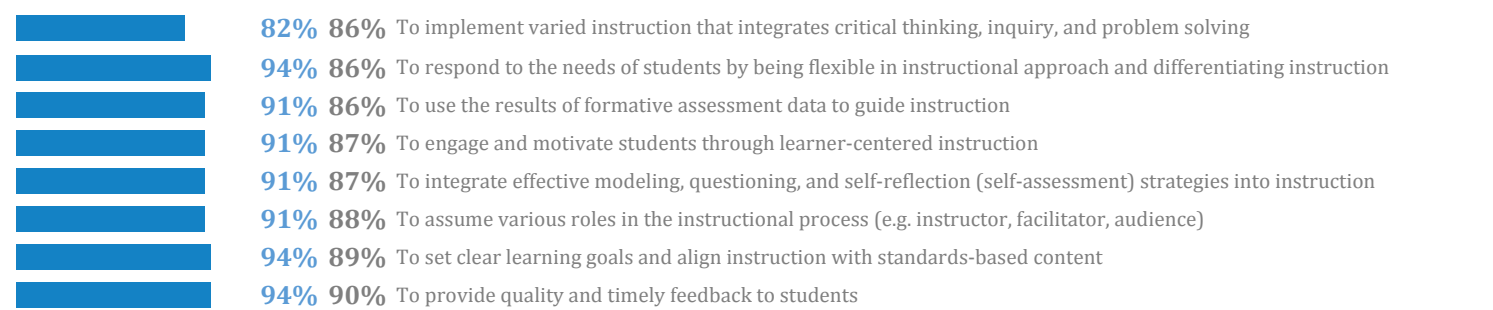 82% 86% To implement varied instruction that integrates critical thinking, inquiry, and problem solving
94% 86% To respond to the needs of students by being flexible in instructional approach and differentiating instruction
91% 86% To use the results of formative assessment data to guide instruction
91% 87% To engage and motivate students through learner-centered instruction
91% 87% To integrate effective modeling, questioning, and self-reflection (self-assessment) strategies into instruction
91% 88% To assume various roles in the instructional process (e.g. instructor, facilitator, audience)
94% 89% To set clear learning goals and align instruction with standards-based content
94% 90% To provide quality and timely feedback to students